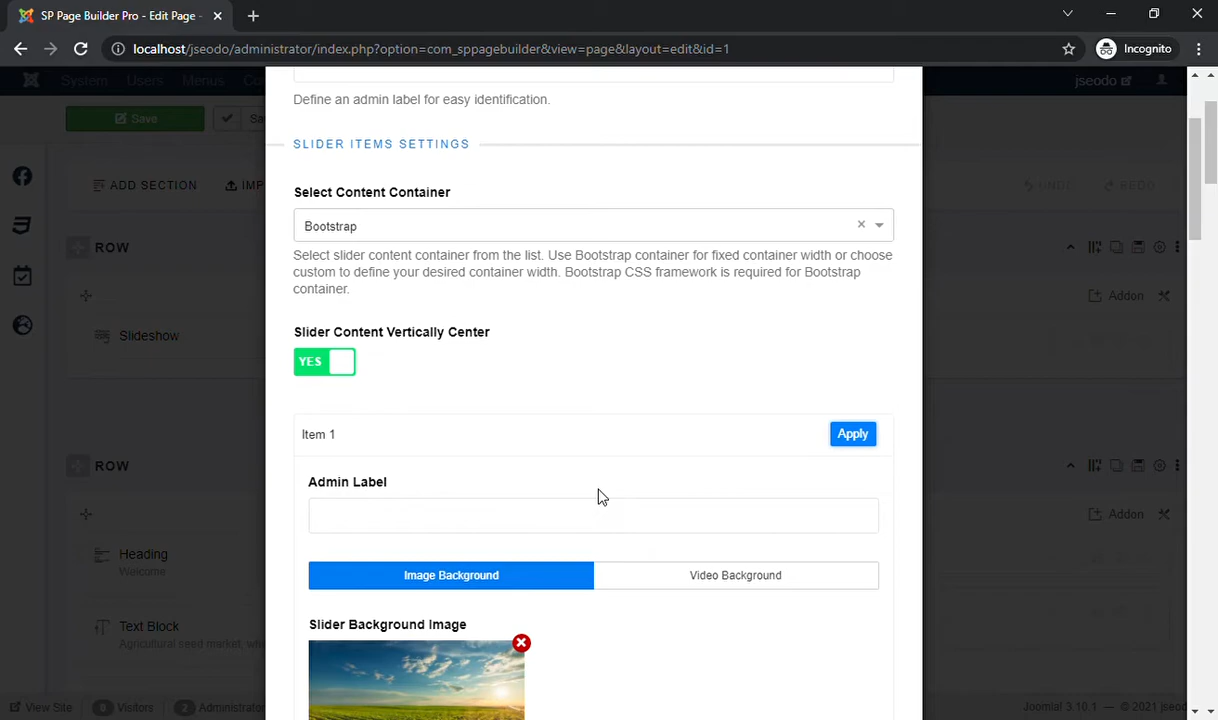 SP Page Builder Pro - Edit Page -
localhost/jseodo/administrator/index.php?option=com_sppagebuilder&view=page&layout=edit&id=1
Incognito
System Users Menus
jseodo
Save
Define an admin label for easy identification.
SLIDER ITEMS SETTINGS
ADD SECTION
UNDO
REDO
Select Content Container
Bootstrap
ROW
Select slider content container from the list. Use Bootstrap container for fixed container width or choose
custom to define your desired container width. Bootstrap CSS framework is required for Bootstrap
container.
Addon
Slideshow
Slider Content Vertically Center
YES
Item 1
Apply
ROW
Admin Label
Addon
Heading
Welcome
Image Background
Video Background
Text Block
Agricultural seed market,
Slider Background Image
View Site
0 Visitors
2 Administrator
Joomla! 3.10.1 — © 2021 jseod